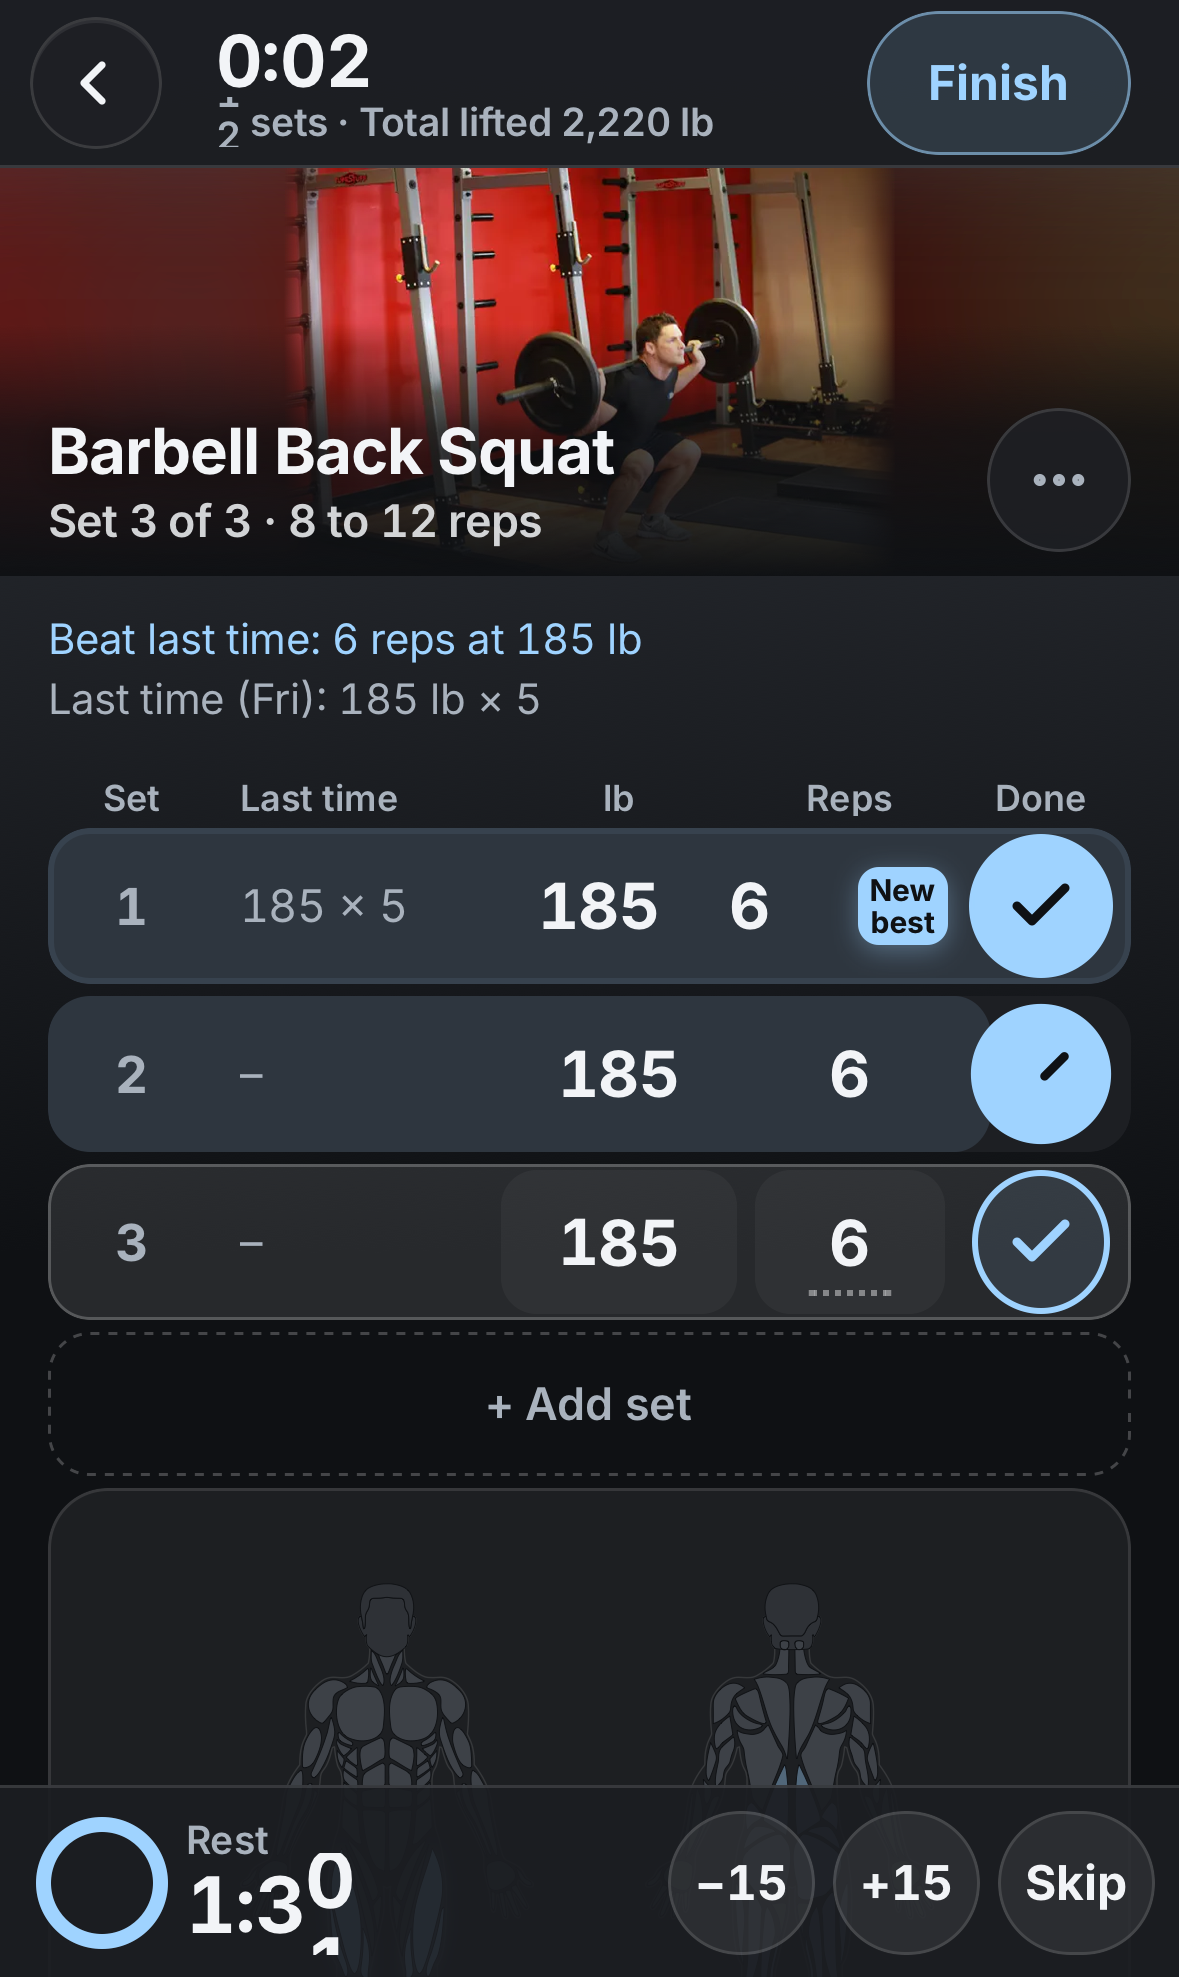 0:02
2 sets · Total lifted 2,220 lb
Finish
Barbell Back Squat
Set 3 of 3 · 8 to 12 reps
Beat last time: 6 reps at 185 lb
Last time (Fri): 185 lb × 5
Set Last time lb Reps Done
1 185 × 5 185 6 New best
2 – 185 6
3 – 185 6
+ Add set
Rest
1:30
−15 +15 Skip